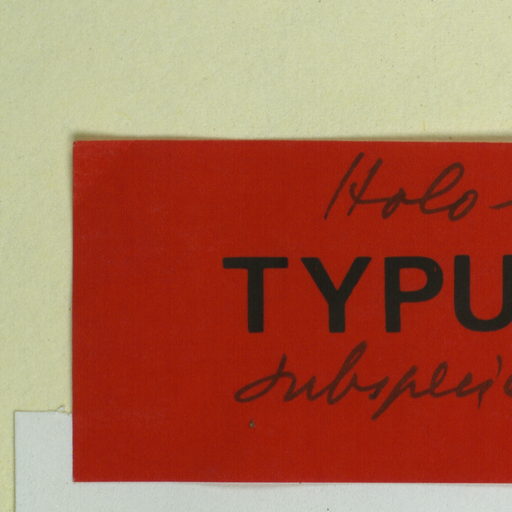 Holo-
TYPU
subspeci